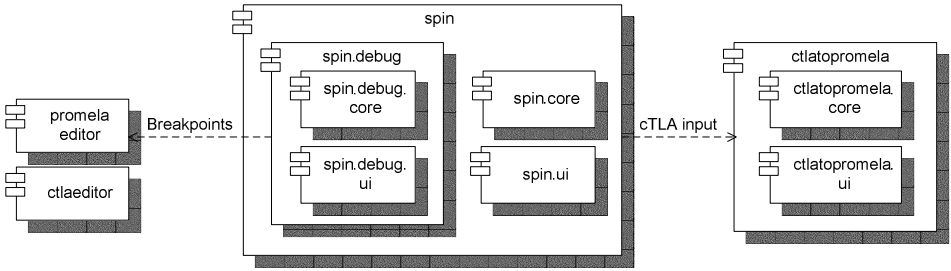 spin
spin.debug
spin.debug.
core
spin.core
spin.debug.
ui
spin.ui
promela
editor
ctlaeditor
Breakpoints
cTLA input
ctlatopromela
ctlatopromela.
core
ctlatopromela.
ui